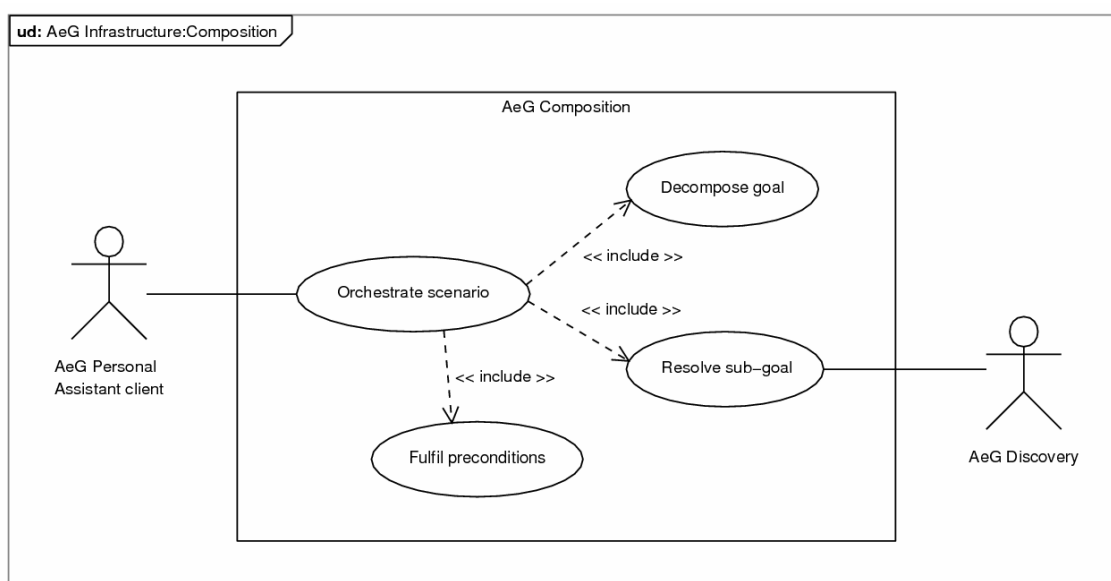 ud: AeG Infrastructure:Composition
AeG Composition
Decompose goal
<< include >>
Orchestrate scenario
<< include >>
AeG Personal
Assistant client
Resolve sub-goal
<< include >>
Fulfil preconditions
AeG Discovery